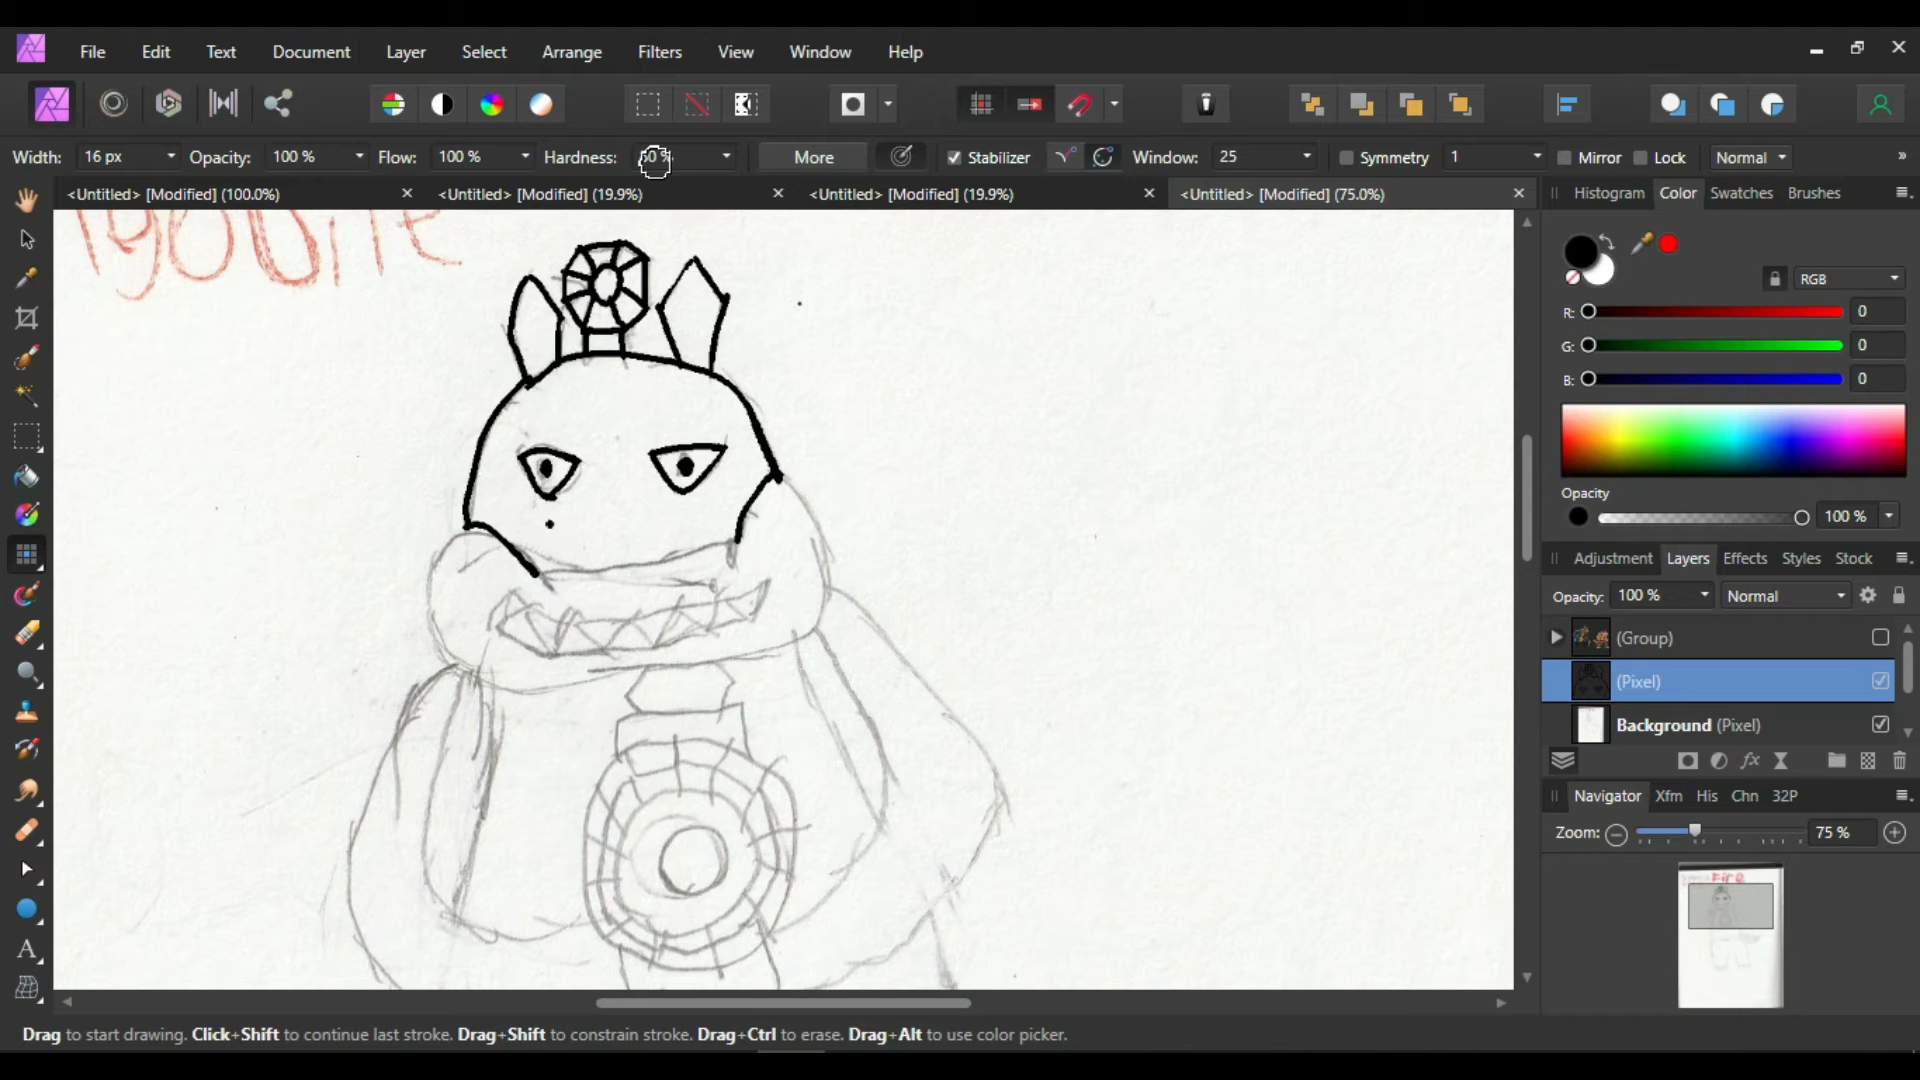 File Edit Text Document Layer Select Arrange Filters View Window Help
Width: 16 px Opacity: 100 % Flow: 100 % Hardness: More Stabilizer Window: 25 Symmetry 1 Mirror Lock Normal »
<Untitled> [Modified] (100.0%) <Untitled> [Modified] (19.9%) <Untitled> [Modified] (19.9%) <Untitled> [Modified] (75.0%)
Histogram Color Swatches Brushes
RGB
R: 0
G: 0
B: 0
Opacity
100 %
Adjustment Layers Effects Styles Stock
Opacity: 100 % Normal
(Group)
(Pixel)
Background (Pixel)
Navigator Xfm His Chn 32P
Zoom: 75 %
Fire
Drag to start drawing. Click+Shift to continue last stroke. Drag+Shift to constrain stroke. Drag+Ctrl to erase. Drag+Alt to use color picker.